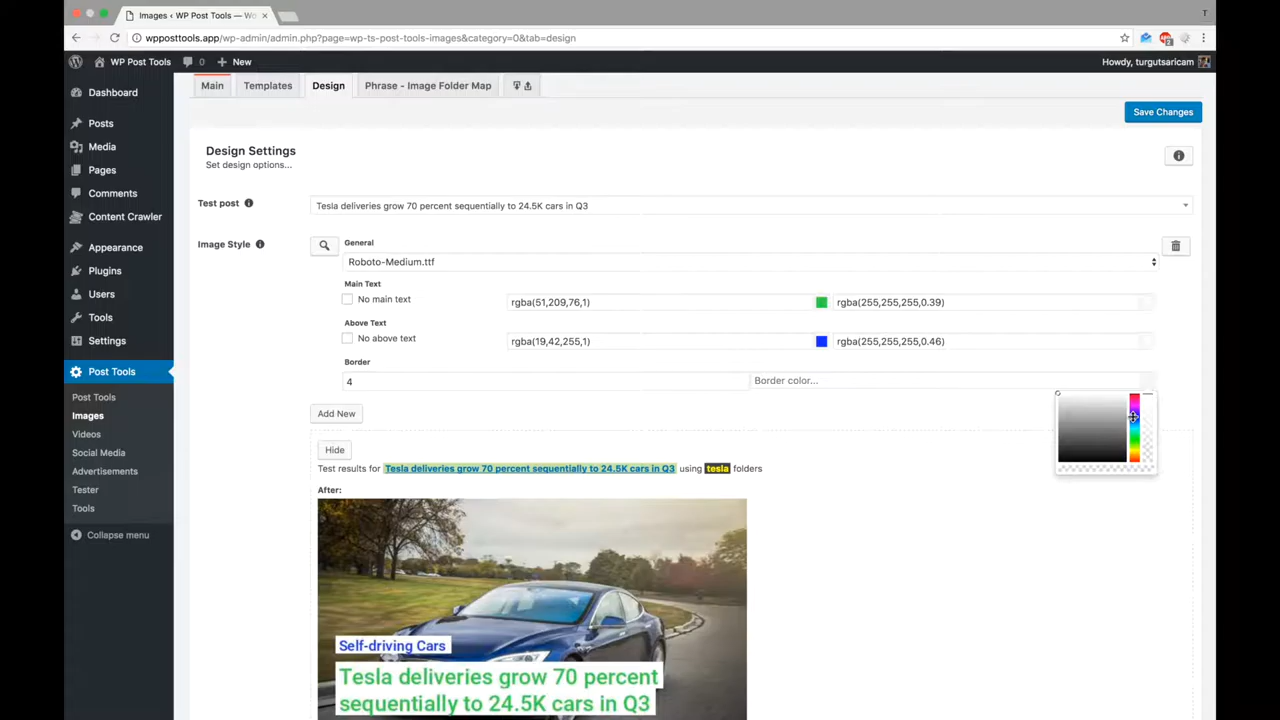 Images ‹ WP Post Tools — Wo
T
wpposttools.app/wp-admin/admin.php?page=wp-ts-post-tools-images&category=0&tab=design
2
WP Post Tools 0 New Howdy, turgutsaricam
Dashboard
Posts
Media
Pages
Comments
Content Crawler
Appearance
Plugins
Users
Tools
Settings
Post Tools
Post Tools
Images
Videos
Social Media
Advertisements
Tester
Tools
Collapse menu
Main Templates Design Phrase - Image Folder Map
Save Changes
Design Settings
Set design options...
Test post Tesla deliveries grow 70 percent sequentially to 24.5K cars in Q3
Image Style General
Roboto-Medium.ttf
Main Text
No main text rgba(51,209,76,1) rgba(255,255,255,0.39)
Above Text
No above text rgba(19,42,255,1) rgba(255,255,255,0.46)
Border
4 Border color...
Add New
Hide
Test results for Tesla deliveries grow 70 percent sequentially to 24.5K cars in Q3 using tesla folders
After:
Self-driving Cars
Tesla deliveries grow 70 percent
sequentially to 24.5K cars in Q3